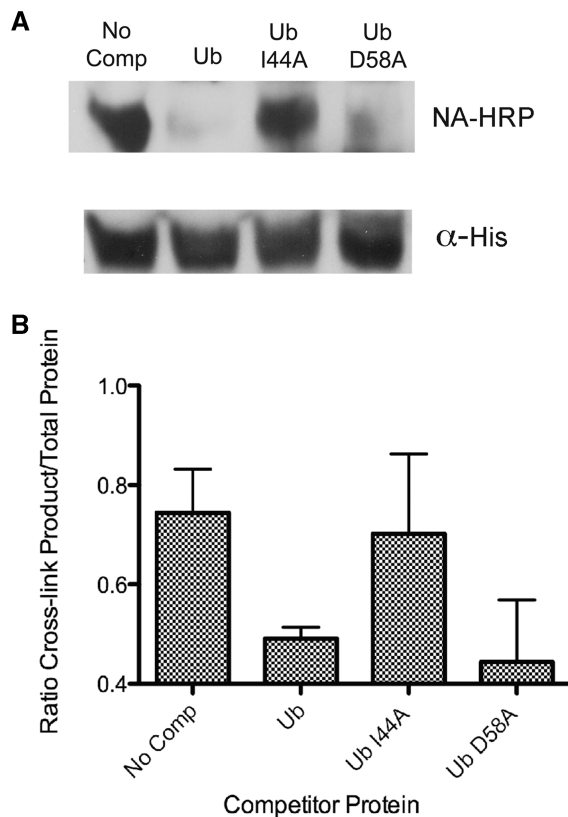 A
No Comp
Ub
Ub I44A
Ub D58A
NA-HRP
α-His
B
Ratio Cross-link Product/Total Protein
1.0
0.8
0.6
0.4
No Comp
Ub
Ub I44A
Ub D58A
Competitor Protein